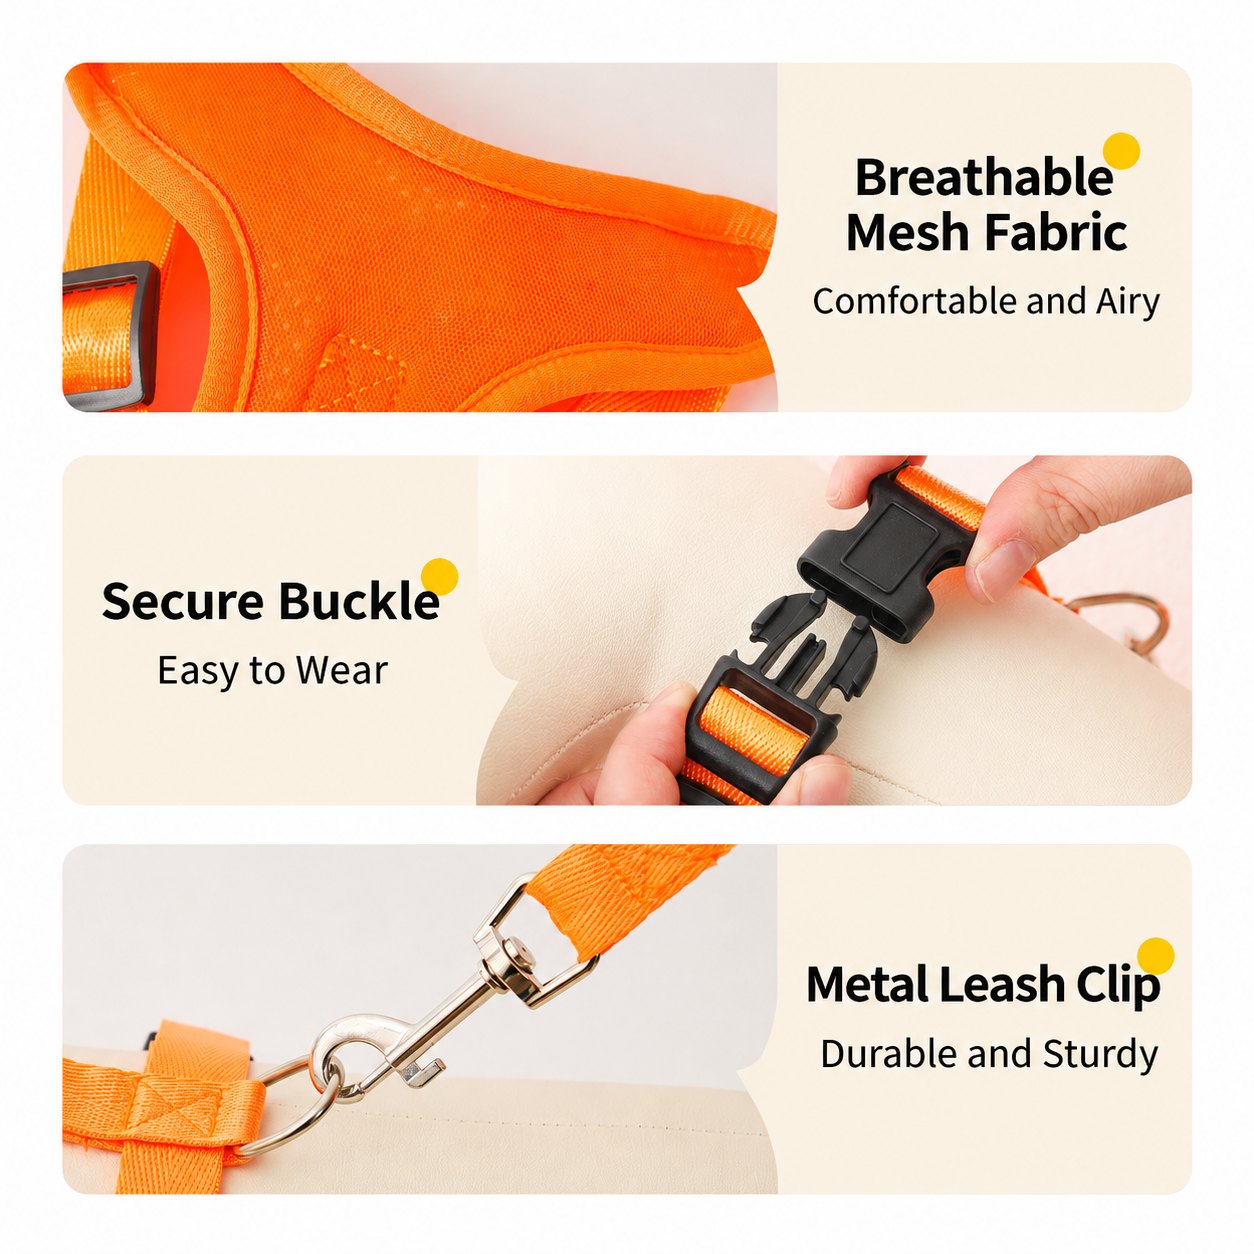 Breathable
Mesh Fabric
Comfortable and Airy
Secure Buckle
Easy to Wear
Metal Leash Clip
Durable and Sturdy